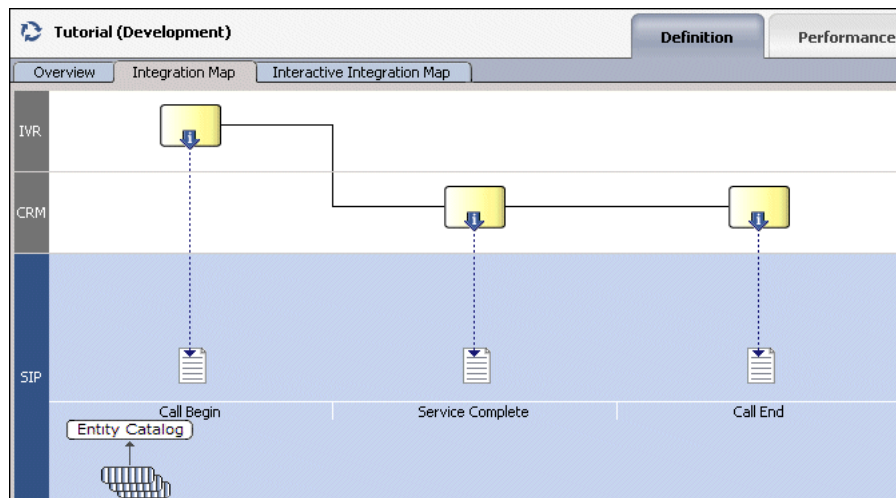 Tutorial (Development)
Definition
Performance
Overview
Integration Map
Interactive Integration Map
IVR
i
CRM
i
i
SIP
Call Begin
Service Complete
Call End
Entity Catalog